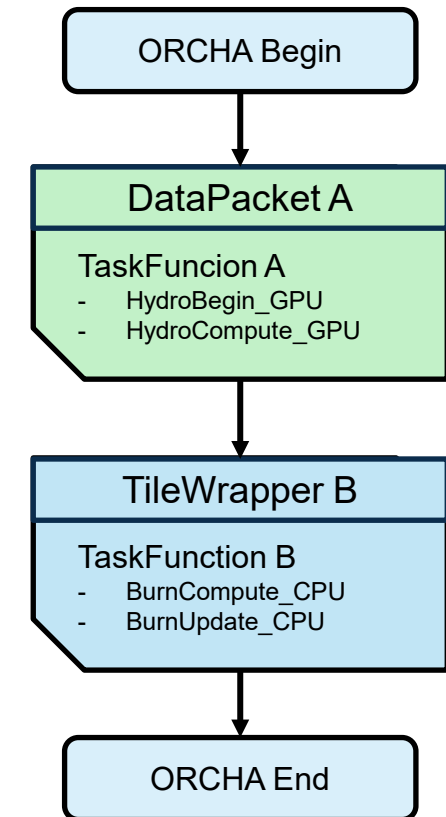 ORCHA Begin
DataPacket A
TaskFuncion A
- HydroBegin_GPU
- HydroCompute_GPU
TileWrapper B
TaskFunction B
- BurnCompute_CPU
- BurnUpdate_CPU
ORCHA End